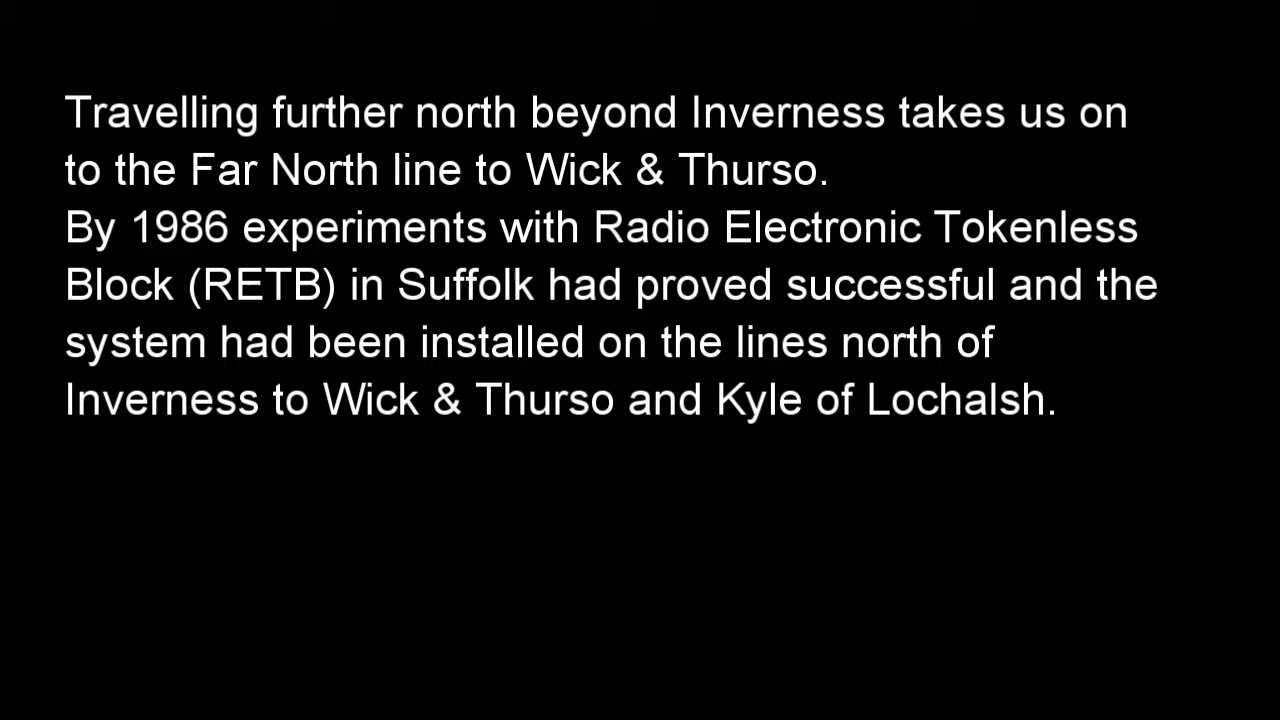 Travelling further north beyond Inverness takes us on
to the Far North line to Wick & Thurso.
By 1986 experiments with Radio Electronic Tokenless
Block (RETB) in Suffolk had proved successful and the
system had been installed on the lines north of
Inverness to Wick & Thurso and Kyle of Lochalsh.